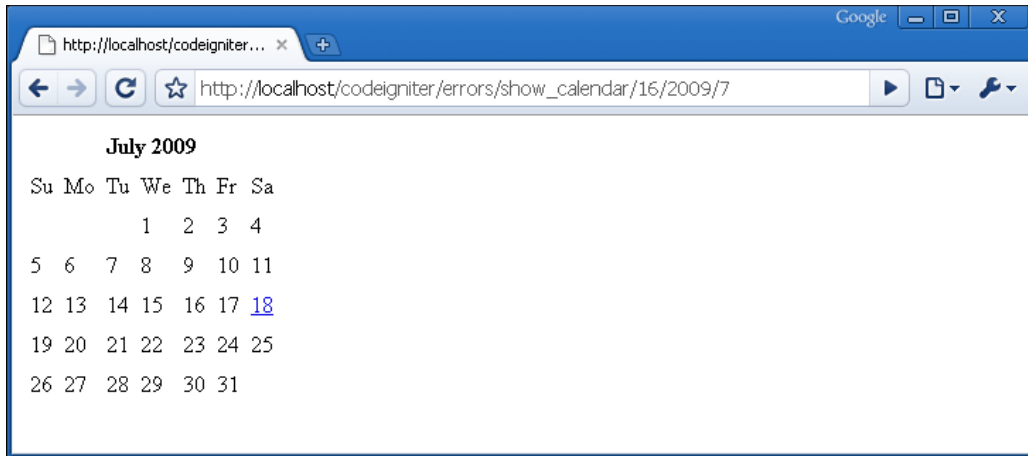 Google
http://localhost/codeigniter...
http://localhost/codeigniter/errors/show_calendar/16/2009/7
July 2009
Su Mo Tu We Th Fr Sa
1 2 3 4
5 6 7 8 9 10 11
12 13 14 15 16 17 18
19 20 21 22 23 24 25
26 27 28 29 30 31